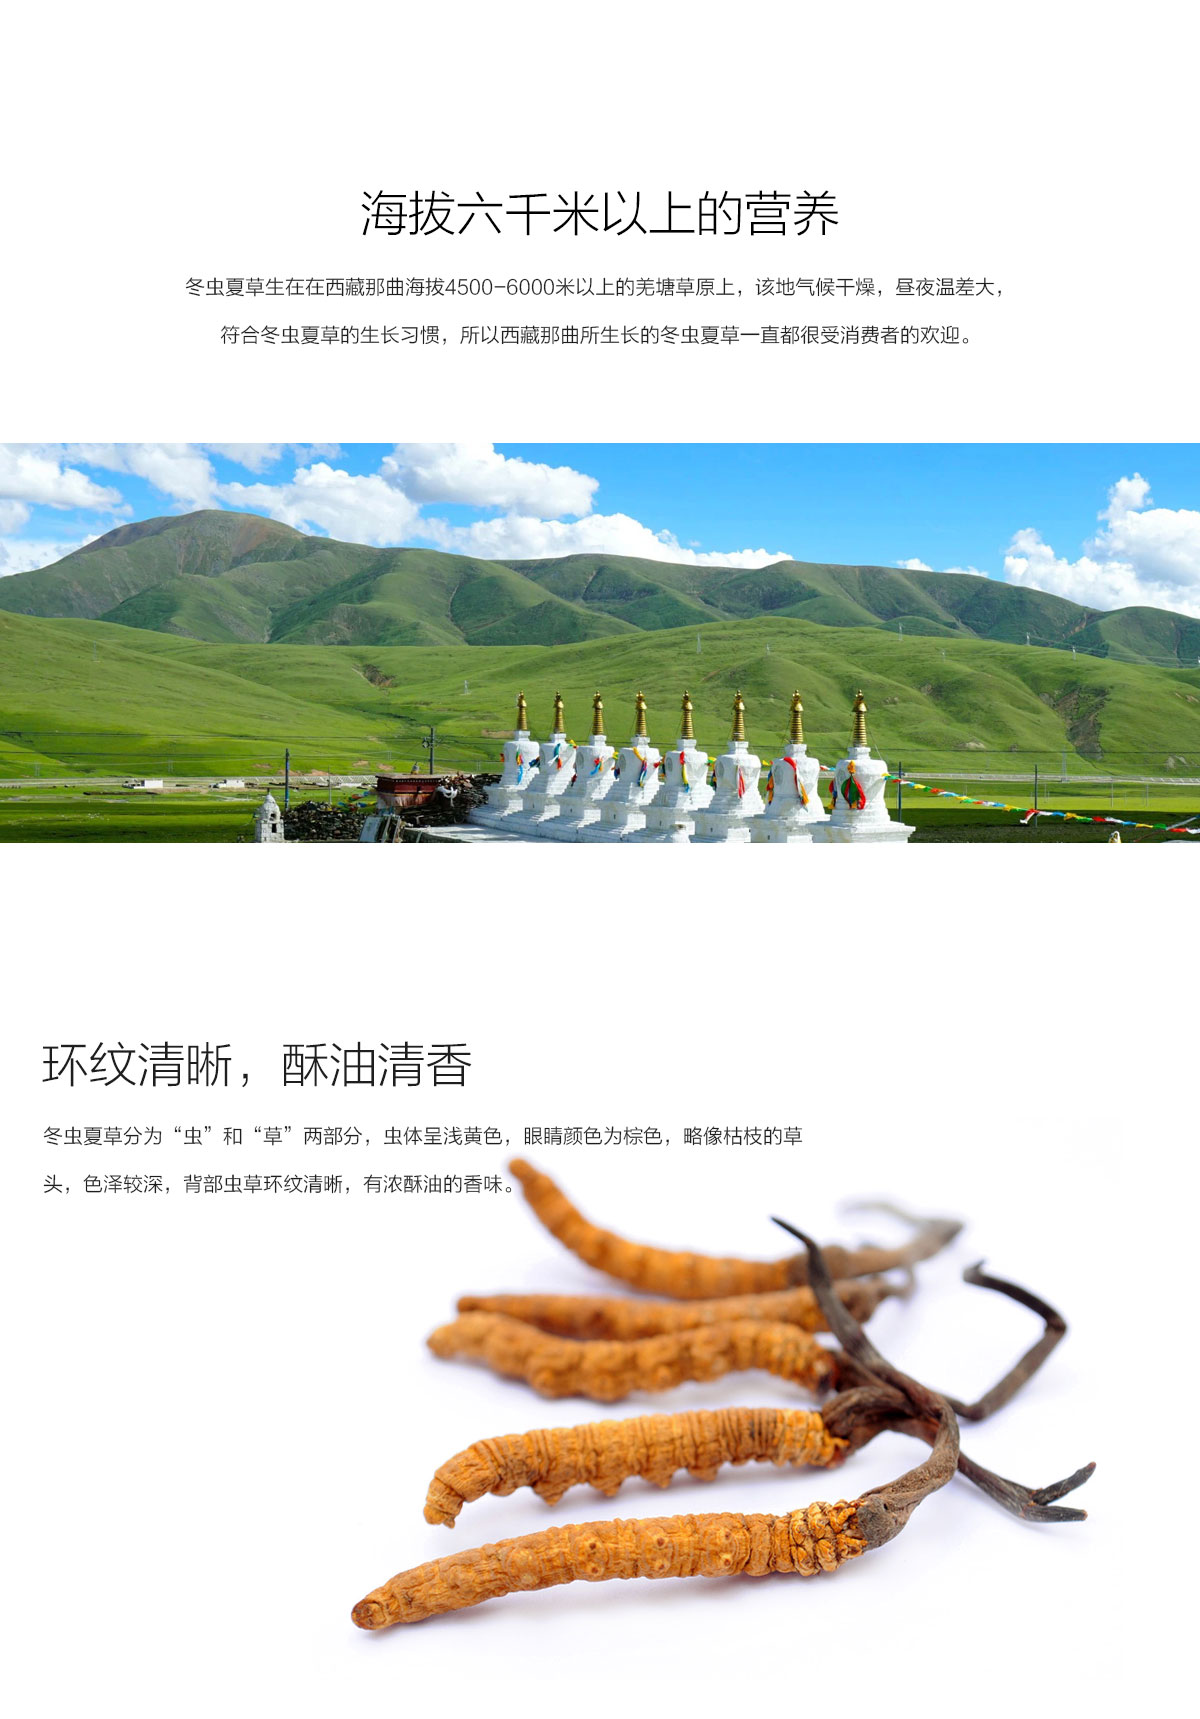 海拔六千米以上的营养
冬虫夏草生在在西藏那曲海拔4500-6000米以上的羌塘草原上，该地气候干燥，昼夜温差大，
符合冬虫夏草的生长习惯，所以西藏那曲所生长的冬虫夏草一直都很受消费者的欢迎。
环纹清晰，酥油清香
冬虫夏草分为“虫”和“草”两部分，虫体呈浅黄色，眼睛颜色为棕色，略像枯枝的草
头，色泽较深，背部虫草环纹清晰，有浓酥油的香味。